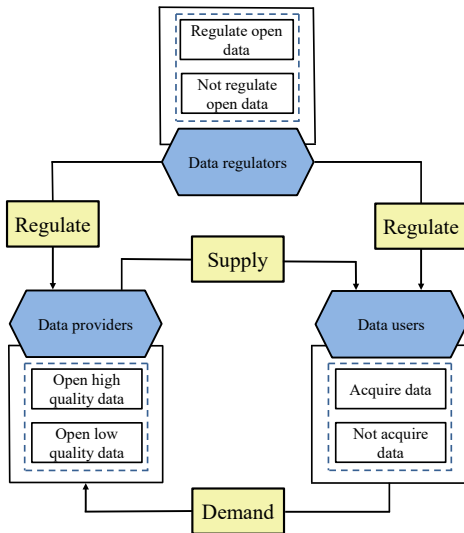 Regulate open
data
Not regulate
open data
Data regulators
Regulate
Regulate
Supply
Data providers
Data users
Open high
quality data
Open low
quality data
Acquire data
Not acquire
data
Demand